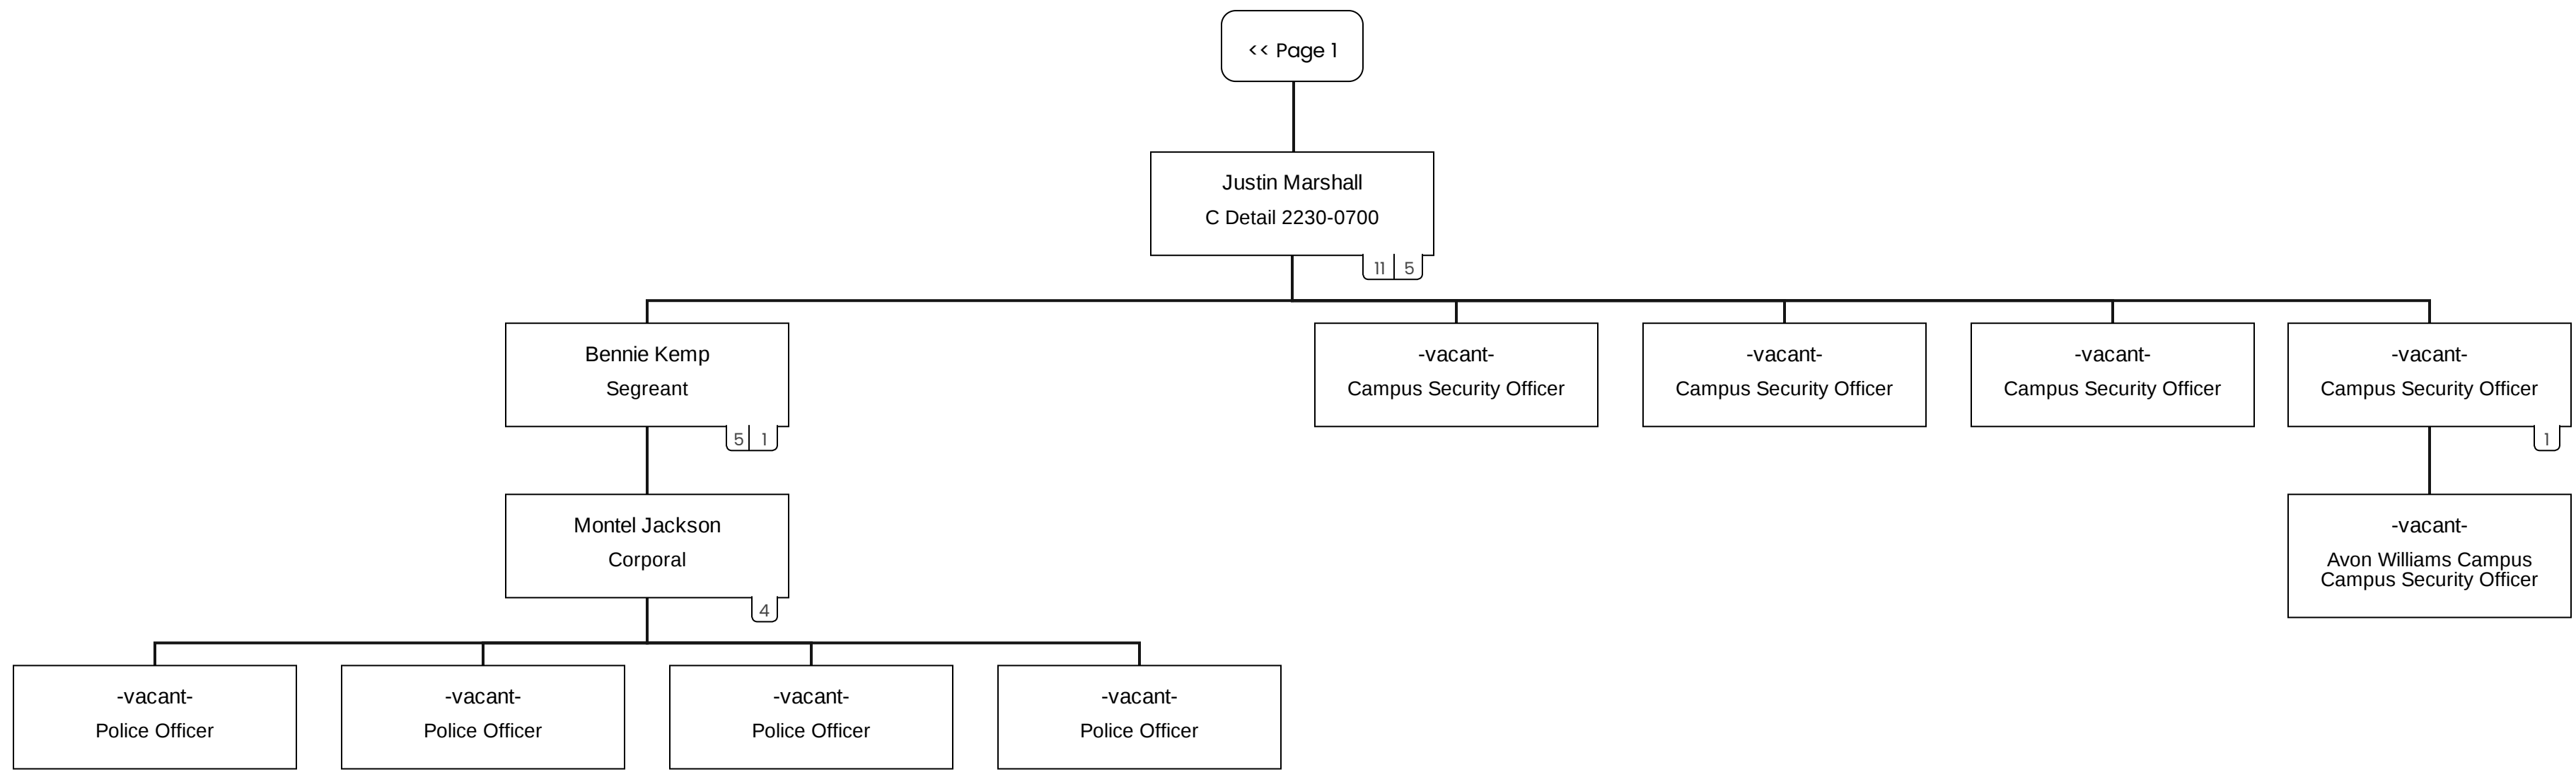 << Page 1
Justin Marshall
C Detail 2230-0700
11 5
Bennie Kemp
Segreant
5 1
-vacant-
Campus Security Officer
-vacant-
Campus Security Officer
-vacant-
Campus Security Officer
-vacant-
Campus Security Officer
1
Montel Jackson
Corporal
4
-vacant-
Avon Williams Campus
Campus Security Officer
-vacant-
Police Officer
-vacant-
Police Officer
-vacant-
Police Officer
-vacant-
Police Officer